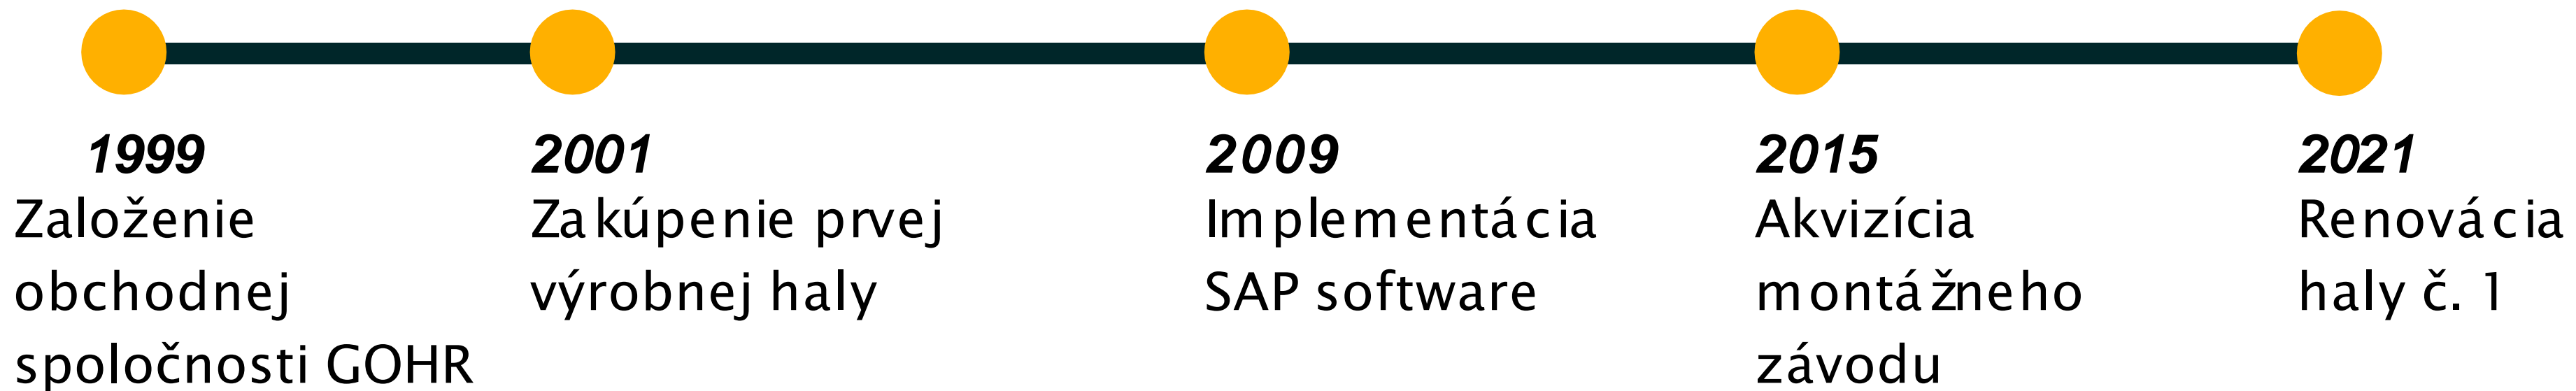 1999
Založenie
obchodnej
spoločnosti GOHR
2001
Zakúpenie prvej
výrobnej haly
2009
Implementácia
SAP software
2015
Akvizícia
montážneho
závodu
2021
Renovácia
haly č. 1